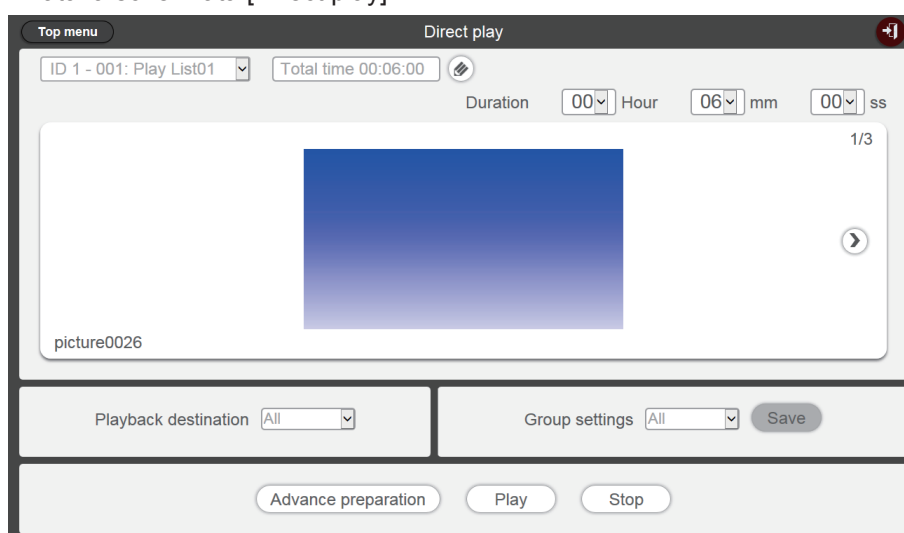 Top menu Direct play
ID 1 - 001: Play List01 Total time 00:06:00
Duration 00 Hour 06 mm 00 ss
1/3
picture0026
Playback destination All Group settings All Save
Advance preparation Play Stop